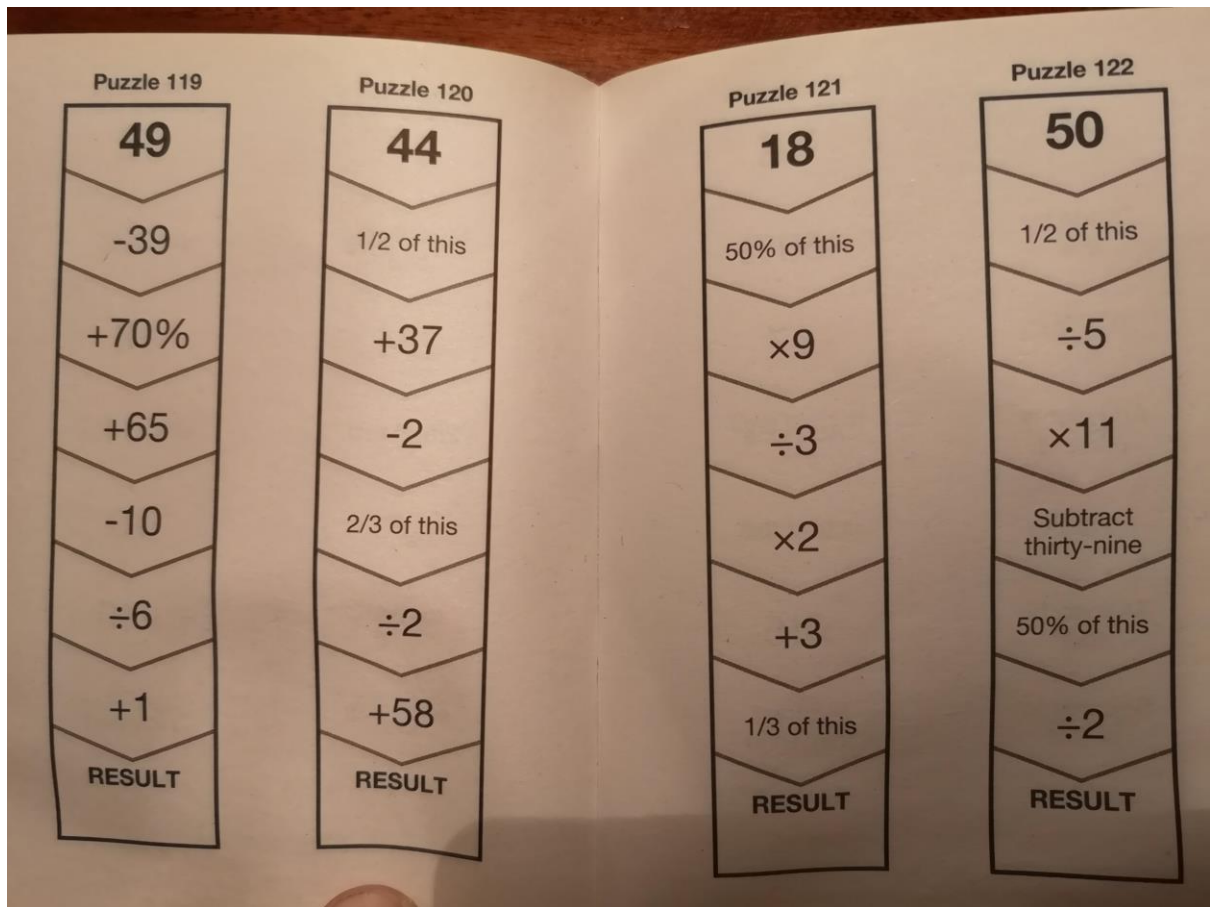 Puzzle 119
49
-39
+70%
+65
-10
÷6
+1
RESULT
Puzzle 120
44
1/2 of this
+37
-2
2/3 of this
÷2
+58
RESULT
Puzzle 121
18
50% of this
×9
÷3
×2
+3
1/3 of this
RESULT
Puzzle 122
50
1/2 of this
÷5
×11
Subtract
thirty-nine
50% of this
÷2
RESULT